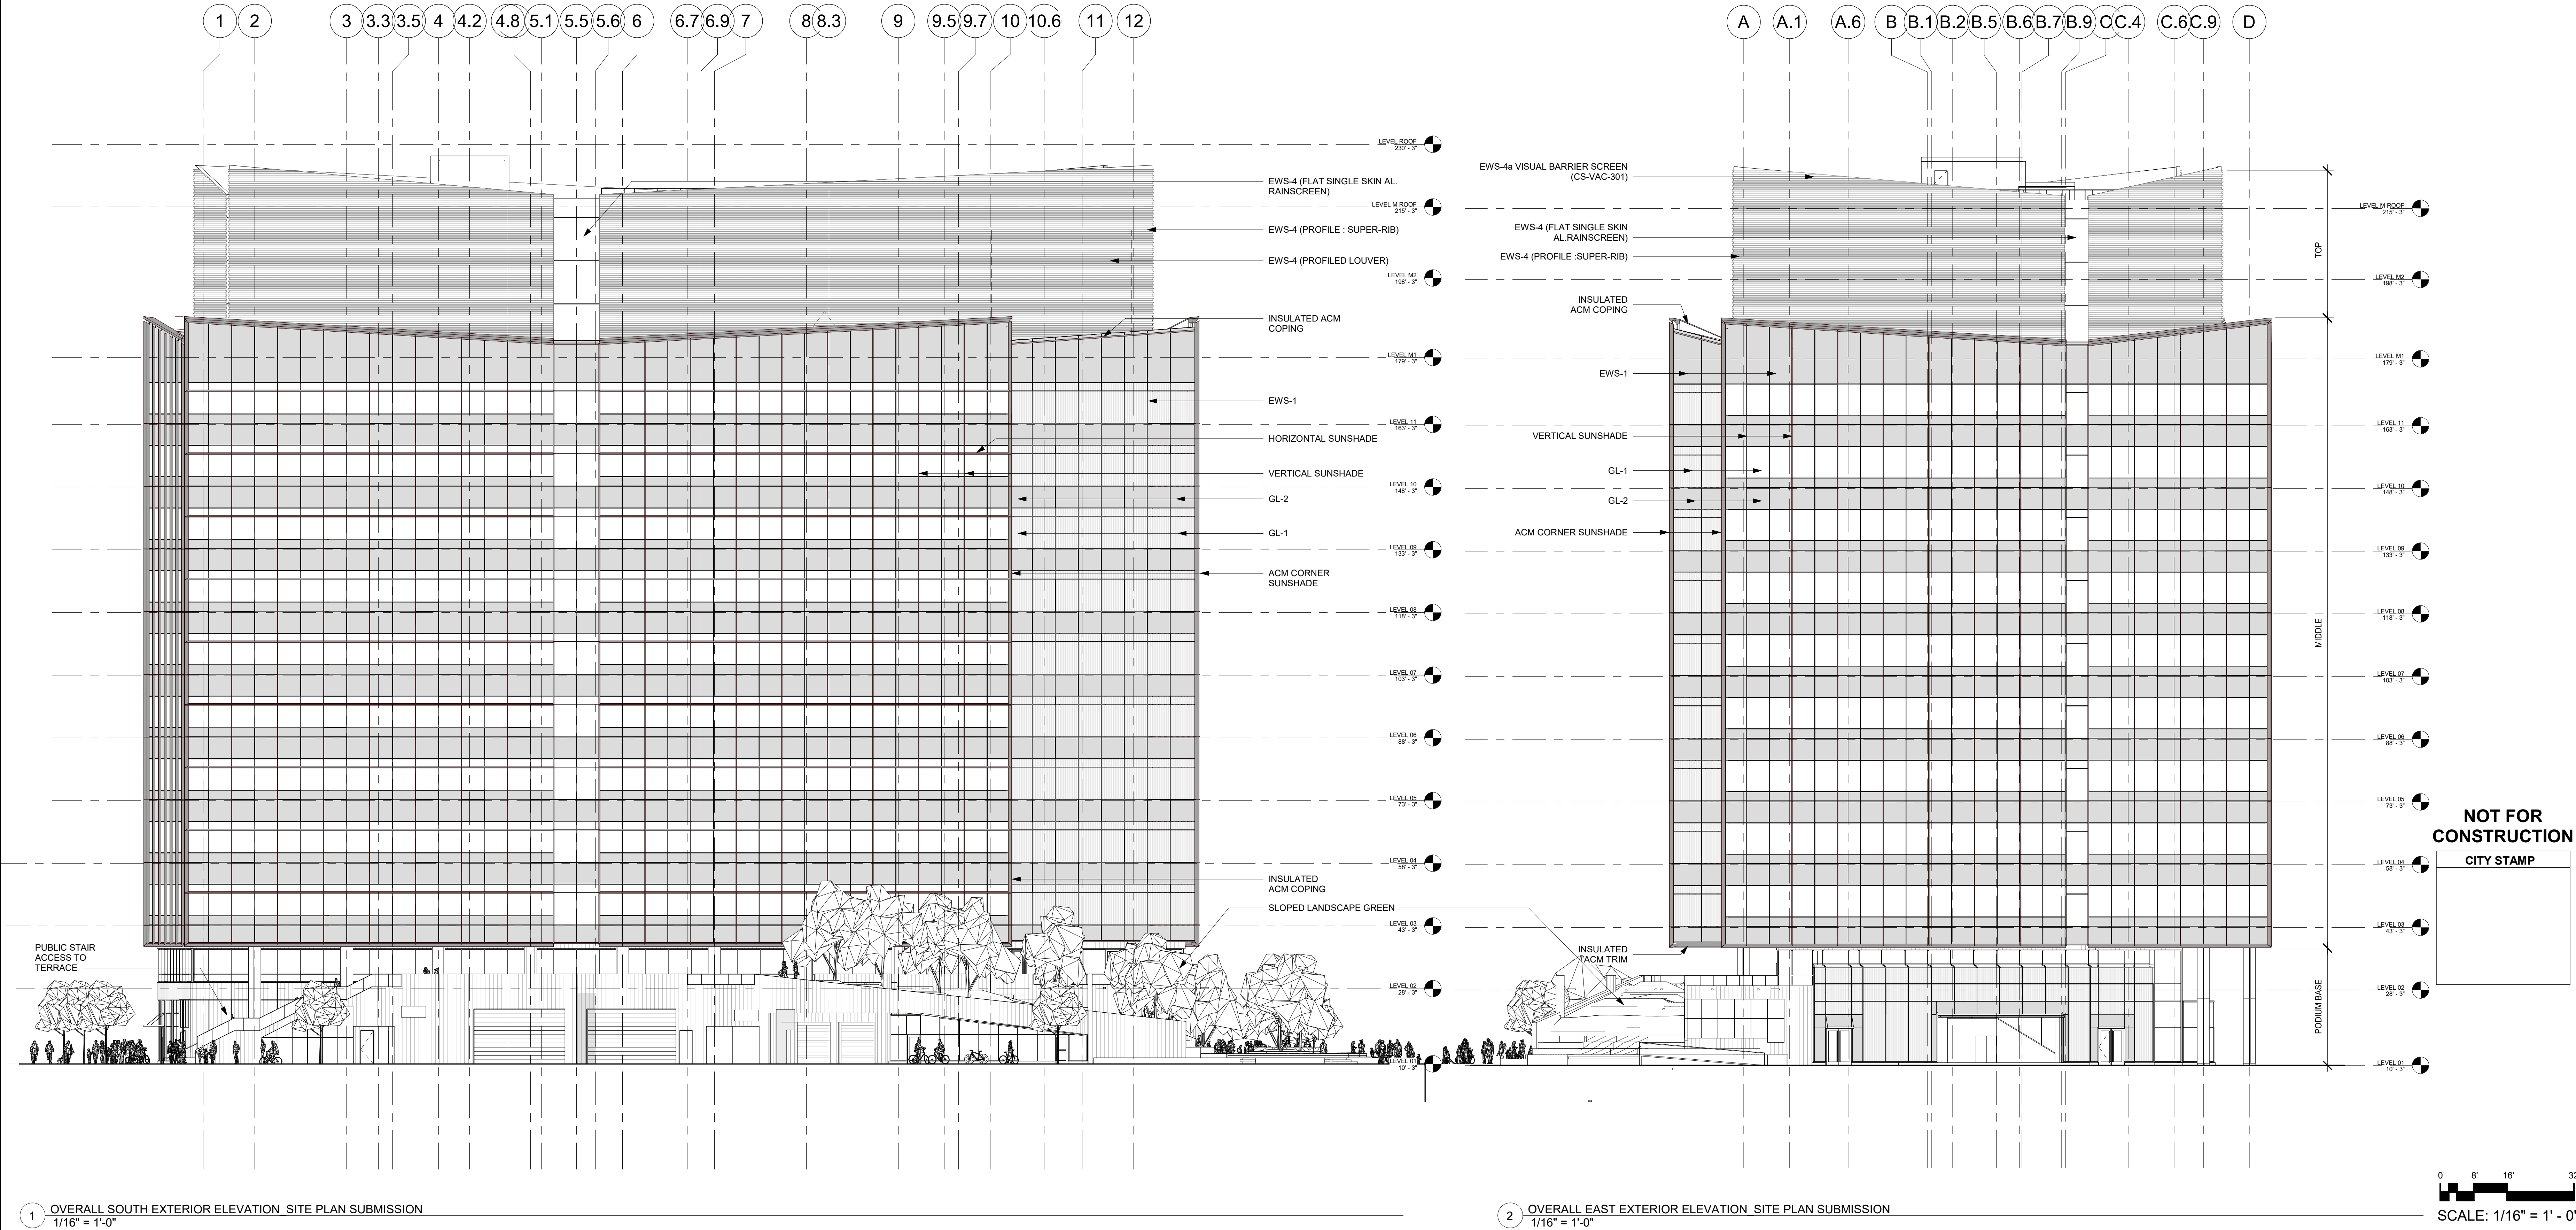 1 2 3 3.3 3.5 4 4.2 4.8 5.1 5.5 5.6 6 6.7 6.9 7 8 8.3 9 9.5 9.7 10 10.6 11 12
A A.1 A.6 B B.1 B.2 B.5 B.6 B.7 B.9 C C.4 C.6 C.9 D
LEVEL ROOF
230' - 3"
EWS-4 (FLAT SINGLE SKIN AL.
RAINSCREEN)
LEVEL M ROOF
215' - 3"
EWS-4 (PROFILE : SUPER-RIB)
EWS-4 (PROFILED LOUVER)
LEVEL M2
198' - 3"
INSULATED ACM
COPING
LEVEL M1
179' - 3"
EWS-1
LEVEL 11
163' - 3"
HORIZONTAL SUNSHADE
VERTICAL SUNSHADE
LEVEL 10
148' - 3"
GL-2
GL-1
LEVEL 09
133' - 3"
ACM CORNER
SUNSHADE
LEVEL 08
118' - 3"
LEVEL 07
103' - 3"
LEVEL 06
88' - 3"
LEVEL 05
73' - 3"
LEVEL 04
58' - 3"
INSULATED
ACM COPING
SLOPED LANDSCAPE GREEN
LEVEL 03
43' - 3"
PUBLIC STAIR
ACCESS TO
TERRACE
LEVEL 02
28' - 3"
LEVEL 01
10' - 3"
EWS-4a VISUAL BARRIER SCREEN
(CS-VAC-301)
EWS-4 (FLAT SINGLE SKIN
AL.RAINSCREEN)
EWS-4 (PROFILE :SUPER-RIB)
INSULATED
ACM COPING
EWS-1
VERTICAL SUNSHADE
GL-1
GL-2
ACM CORNER SUNSHADE
INSULATED
ACM TRIM
LEVEL M ROOF
215' - 3"
TOP
LEVEL M2
198' - 3"
LEVEL M1
179' - 3"
LEVEL 11
163' - 3"
LEVEL 10
148' - 3"
LEVEL 09
133' - 3"
LEVEL 08
118' - 3"
MIDDLE
LEVEL 07
103' - 3"
LEVEL 06
88' - 3"
LEVEL 05
73' - 3"
LEVEL 04
58' - 3"
LEVEL 03
43' - 3"
LEVEL 02
28' - 3"
PODIUM BASE
LEVEL 01
10' - 3"
NOT FOR
CONSTRUCTION
CITY STAMP
1 OVERALL SOUTH EXTERIOR ELEVATION_SITE PLAN SUBMISSION
1/16" = 1'-0"
2 OVERALL EAST EXTERIOR ELEVATION_SITE PLAN SUBMISSION
1/16" = 1'-0"
0 8' 16' 32
SCALE: 1/16" = 1' - 0"